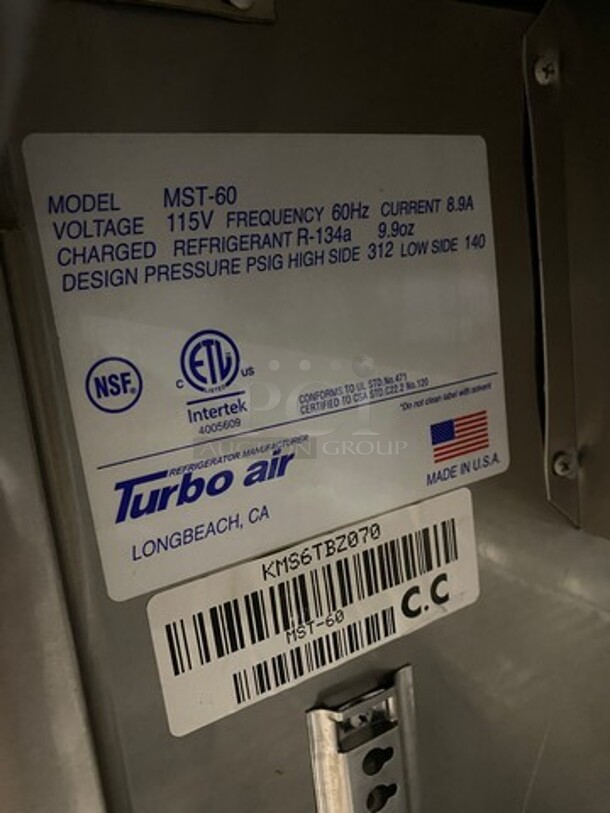 MODEL MST-60
VOLTAGE 115V FREQUENCY 60Hz CURRENT 8.9A
CHARGED REFRIGERANT R-134a 9.9oz
DESIGN PRESSURE PSIG HIGH SIDE 312 LOW SIDE 140
NSF.
C ETL US
LISTED
Intertek
4005609
CONFORMS TO UL STD.No.471
CERTIFIED TO CSA STD.C22.2 No.120
*Do not clean label with solvent
PCI
AUCTION GROUP
REFRIGERATOR MANUFACTURER
Turbo air
LONGBEACH, CA
MADE IN U.S.A.
KMS6TBZ070
MST-60
C.C